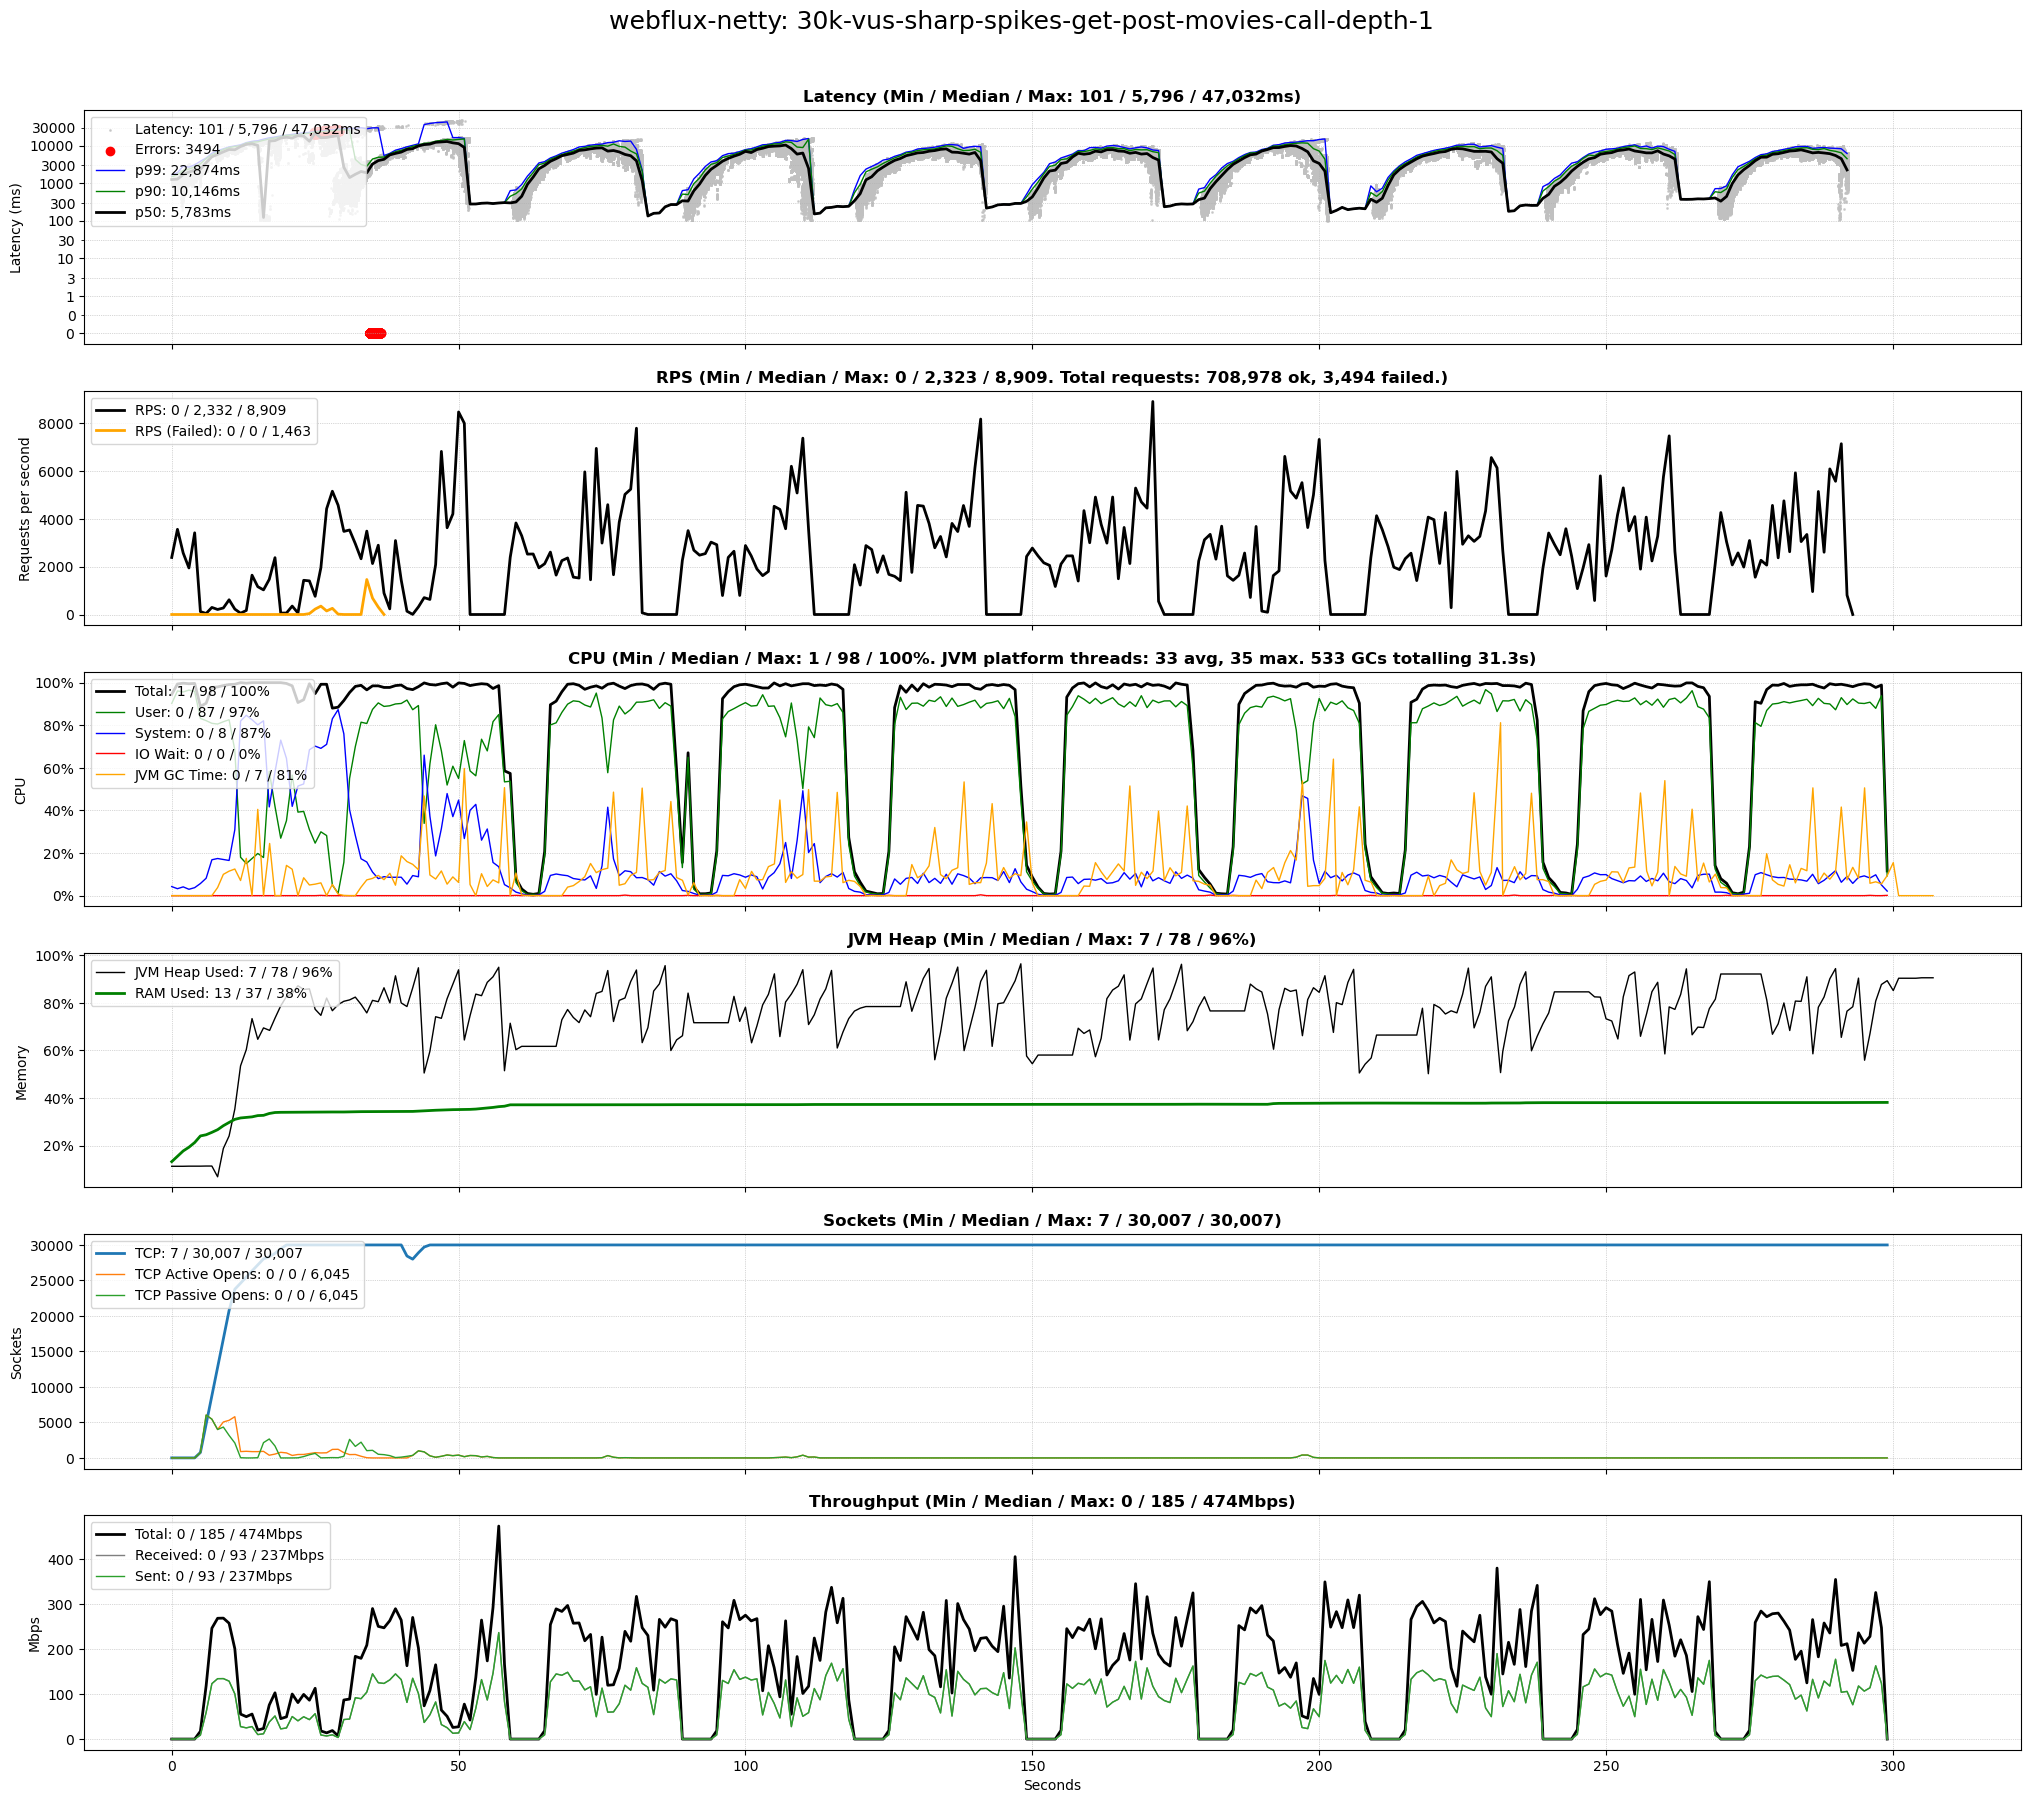 webflux-netty: 30k-vus-sharp-spikes-get-post-movies-call-depth-1
Latency (Min / Median / Max: 101 / 5,796 / 47,032ms)
Latency (ms)
30000
10000
3000
1000
300
100
30
10
3
1
0
0
Latency: 101 / 5,796 / 47,032ms
Errors: 3494
p99: 22,874ms
p90: 10,146ms
p50: 5,783ms
RPS (Min / Median / Max: 0 / 2,323 / 8,909. Total requests: 708,978 ok, 3,494 failed.)
Requests per second
8000
6000
4000
2000
0
RPS: 0 / 2,332 / 8,909
RPS (Failed): 0 / 0 / 1,463
CPU (Min / Median / Max: 1 / 98 / 100%. JVM platform threads: 33 avg, 35 max. 533 GCs totalling 31.3s)
CPU
100%
80%
60%
40%
20%
0%
Total: 1 / 98 / 100%
User: 0 / 87 / 97%
System: 0 / 8 / 87%
IO Wait: 0 / 0 / 0%
JVM GC Time: 0 / 7 / 81%
JVM Heap (Min / Median / Max: 7 / 78 / 96%)
Memory
100%
80%
60%
40%
20%
JVM Heap Used: 7 / 78 / 96%
RAM Used: 13 / 37 / 38%
Sockets (Min / Median / Max: 7 / 30,007 / 30,007)
Sockets
30000
25000
20000
15000
10000
5000
0
TCP: 7 / 30,007 / 30,007
TCP Active Opens: 0 / 0 / 6,045
TCP Passive Opens: 0 / 0 / 6,045
Throughput (Min / Median / Max: 0 / 185 / 474Mbps)
Mbps
400
300
200
100
0
Total: 0 / 185 / 474Mbps
Received: 0 / 93 / 237Mbps
Sent: 0 / 93 / 237Mbps
0 50 100 150 200 250 300
Seconds